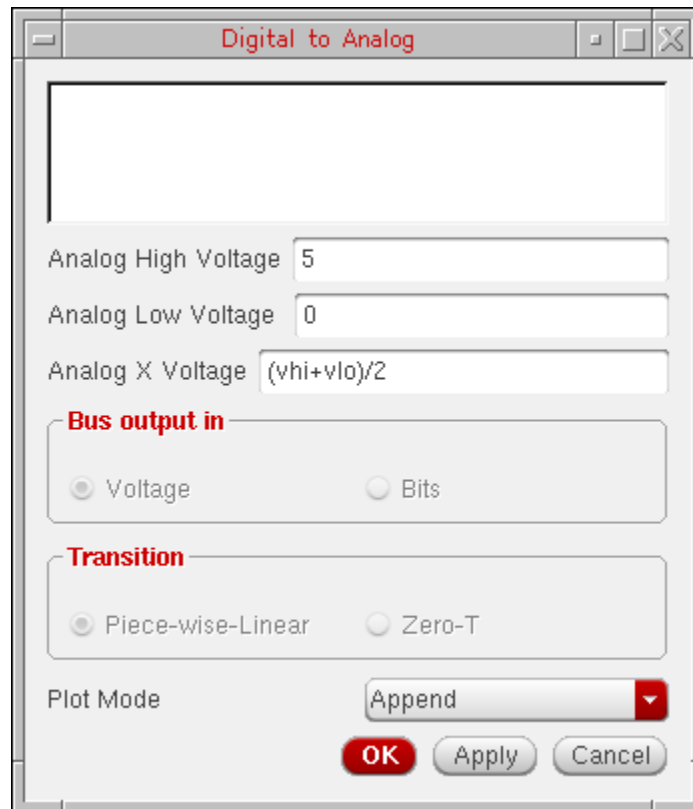 Digital to Analog
Analog High Voltage 5
Analog Low Voltage 0
Analog X Voltage (vhi+vlo)/2
Bus output in
Voltage Bits
Transition
Piece-wise-Linear Zero-T
Plot Mode Append
OK Apply Cancel